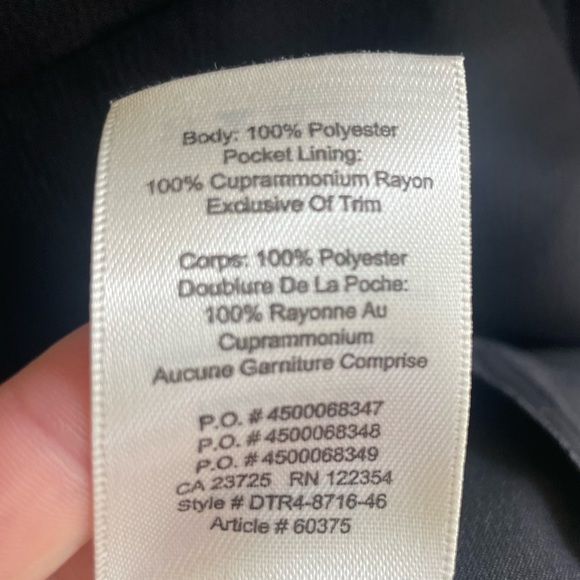 Body: 100% Polyester
Pocket Lining:
100% Cuprammonium Rayon
Exclusive Of Trim
Corps: 100% Polyester
Doublure De La Poche:
100% Rayonne Au
Cuprammonium
Aucune Garniture Comprise
P.O. # 4500068347
P.O. # 4500068348
P.O. # 4500068349
CA 23725 RN 122354
Style # DTR4-8716-46
Article # 60375